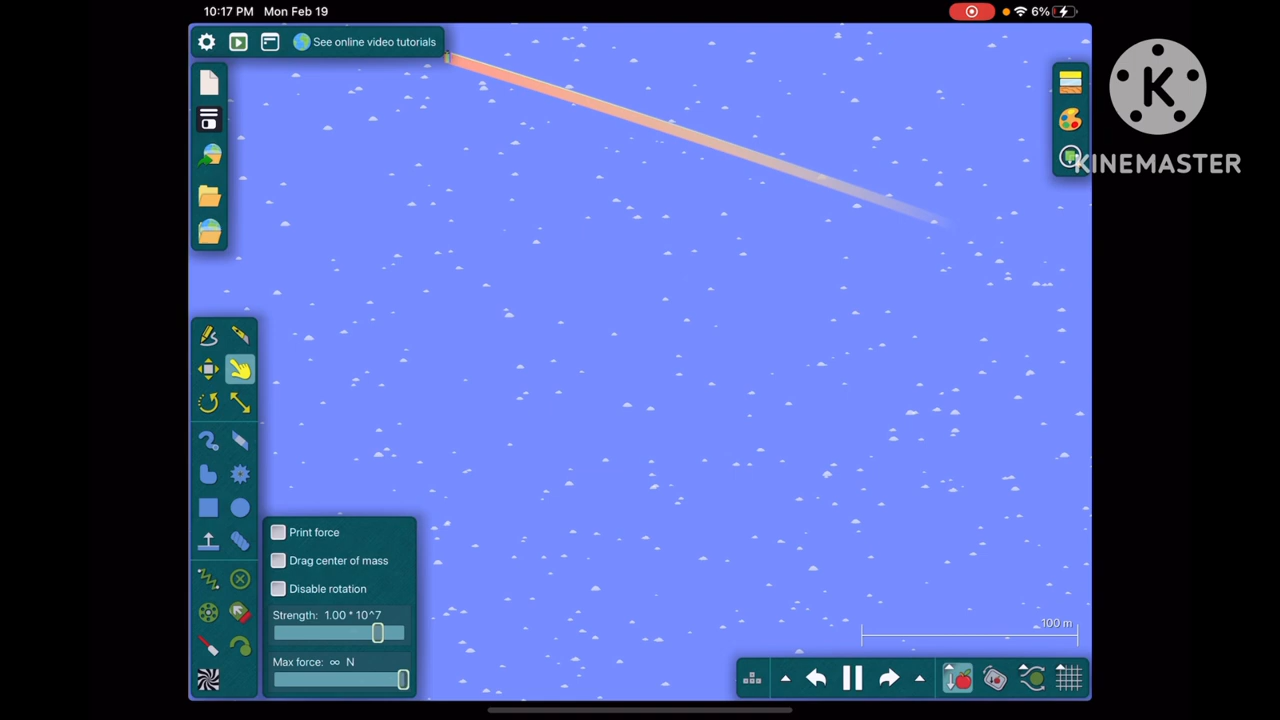 10:17 PM Mon Feb 19
6%
See online video tutorials
K
KINEMASTER
Print force
Drag center of mass
Disable rotation
Strength: 1.00 * 10^7
Max force: ∞ N
100 m